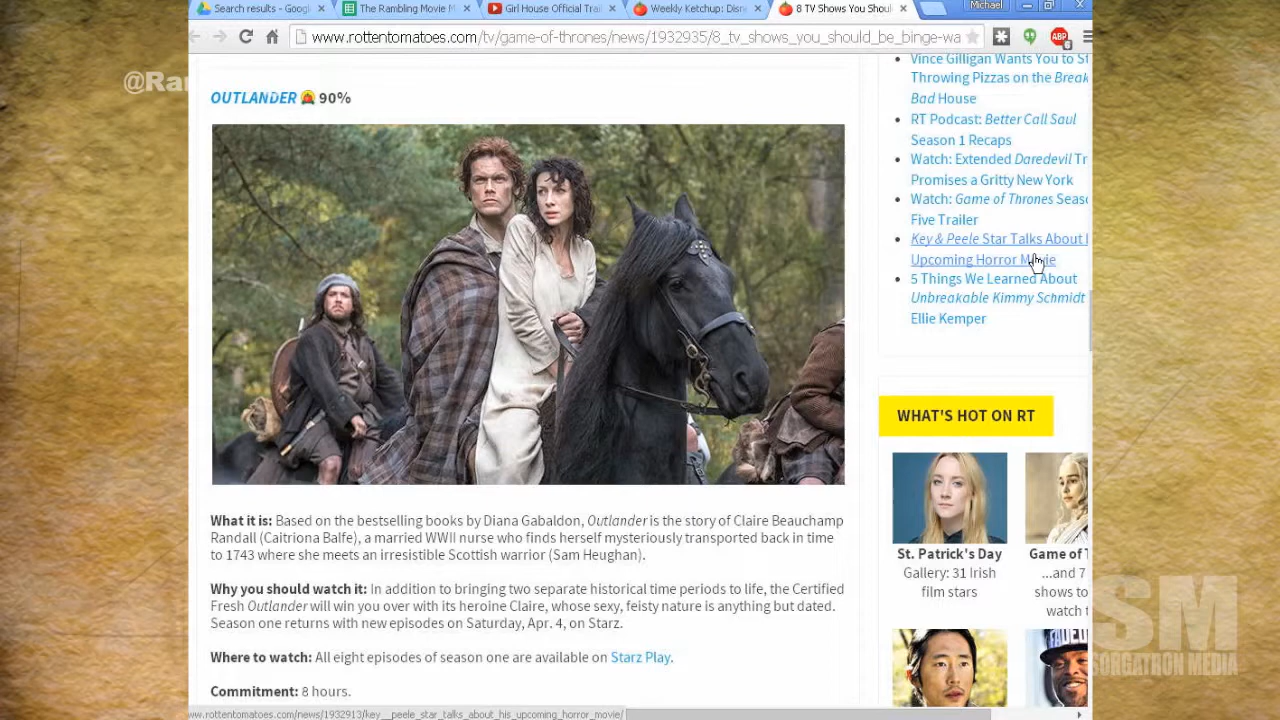 Search results - Googl
The Rambling Movie M
Girl House Official Trai
Weekly Ketchup: Disn
8 TV Shows You Shoul
Michael
www.rottentomatoes.com/tv/game-of-thrones/news/1932935/8_tv_shows_you_should_be_binge-wa
ABP
@Ra
OUTLANDER 90%
What it is: Based on the bestselling books by Diana Gabaldon, Outlander is the story of Claire Beauchamp
Randall (Caitriona Balfe), a married WWII nurse who finds herself mysteriously transported back in time
to 1743 where she meets an irresistible Scottish warrior (Sam Heughan).
Why you should watch it: In addition to bringing two separate historical time periods to life, the Certified
Fresh Outlander will win you over with its heroine Claire, whose sexy, feisty nature is anything but dated.
Season one returns with new episodes on Saturday, Apr. 4, on Starz.
Where to watch: All eight episodes of season one are available on Starz Play.
Commitment: 8 hours.
Vince Gilligan Wants You to St
Throwing Pizzas on the Break
Bad House
RT Podcast: Better Call Saul
Season 1 Recaps
Watch: Extended Daredevil Tr
Promises a Gritty New York
Watch: Game of Thrones Seas
Five Trailer
Key & Peele Star Talks About
Upcoming Horror Movie
5 Things We Learned About
Unbreakable Kimmy Schmidt
Ellie Kemper
WHAT'S HOT ON RT
St. Patrick's Day
Gallery: 31 Irish
film stars
Game of T
...and 7
shows to
watch t
FADED
SM
SORGATRON MEDIA
www.rottentomatoes.com/news/1932913/key__peele_star_talks_about_his_upcoming_horror_movie/